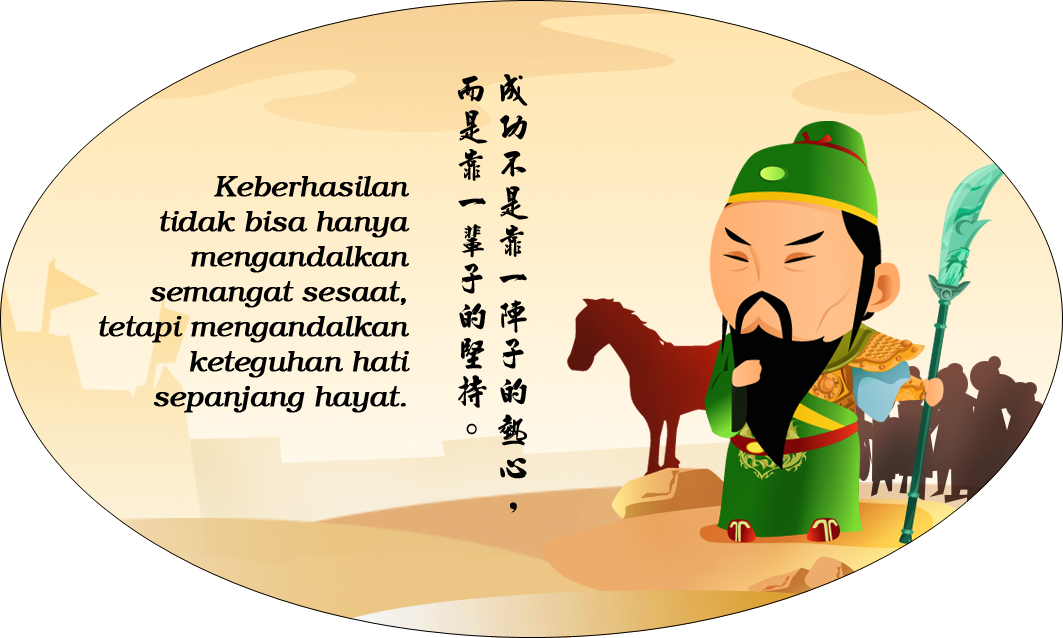 Keberhasilan
tidak bisa hanya
mengandalkan
semangat sesaat,
tetapi mengandalkan
keteguhan hati
sepanjang hayat.
成功不是靠一陣子的熱心，
而是靠一輩子的堅持。